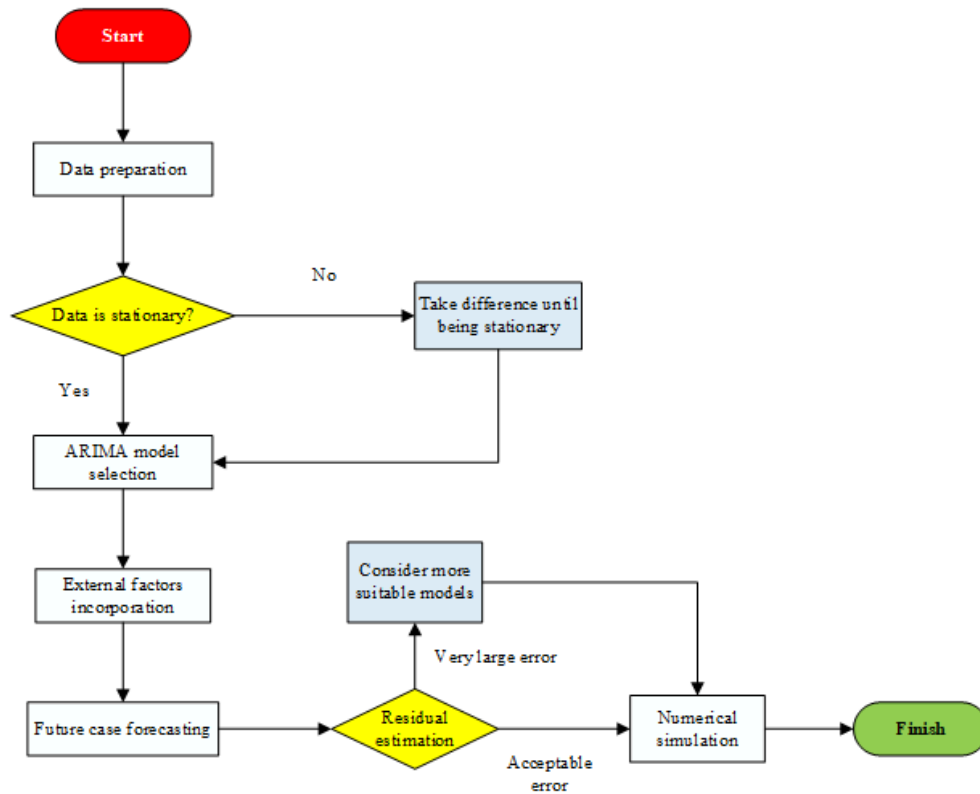 Start
Data preparation
No
Data is stationary?
Take difference until
being stationary
Yes
ARIMA model
selection
External factors
incorporation
Consider more
suitable models
Very large error
Future case forecasting
Residual
estimation
Numerical
simulation
Finish
Acceptable
error